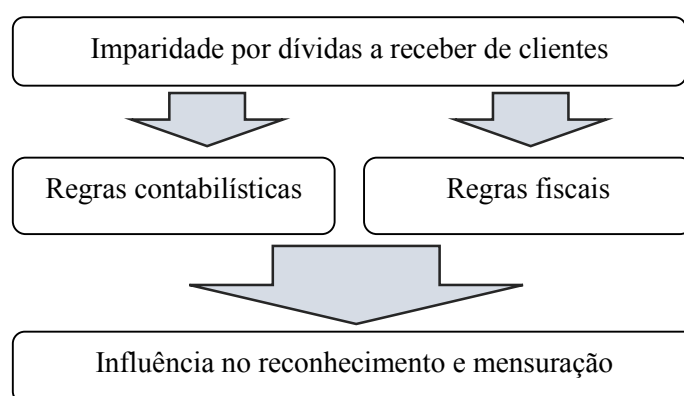 Imparidade por dívidas a receber de clientes
Regras contabilísticas
Regras fiscais
Influência no reconhecimento e mensuração